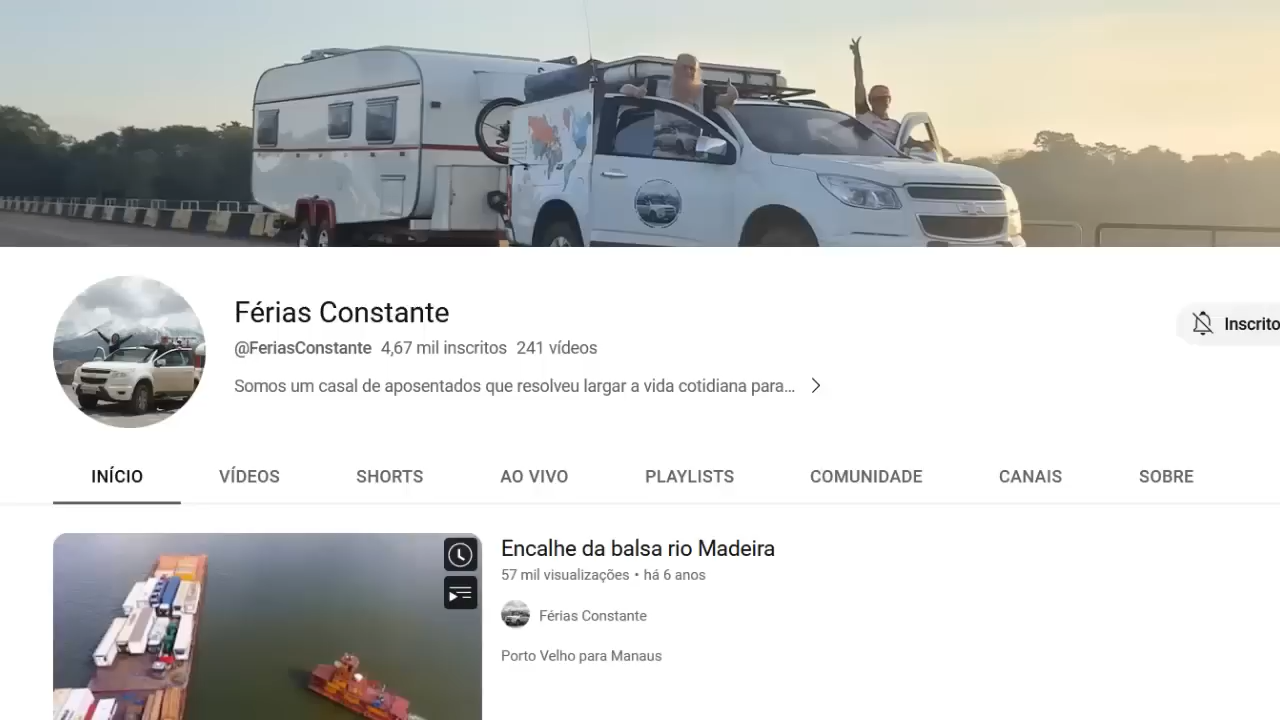 Férias Constante
@FeriasConstante 4,67 mil inscritos 241 vídeos
Inscrito
Somos um casal de aposentados que resolveu largar a vida cotidiana para...
INÍCIO VÍDEOS SHORTS AO VIVO PLAYLISTS COMUNIDADE CANAIS SOBRE
Encalhe da balsa rio Madeira
57 mil visualizações • há 6 anos
Férias Constante
Porto Velho para Manaus